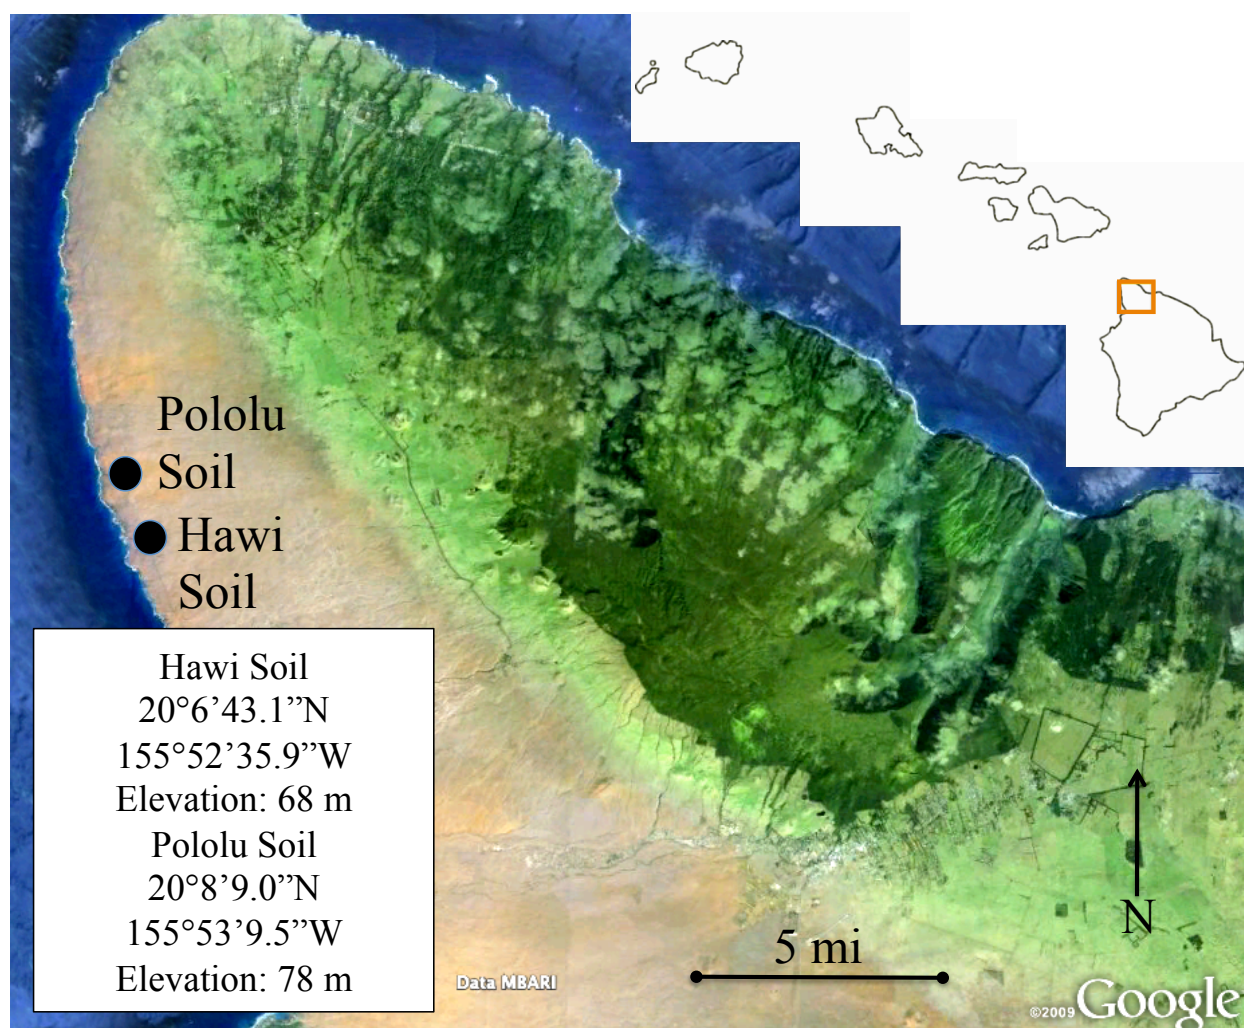 Pololu
Soil
Hawi
Soil
Hawi Soil
20°6’43.1”N
155°52’35.9”W
Elevation: 68 m
Pololu Soil
20°8’9.0”N
155°53’9.5”W
Elevation: 78 m
N
5 mi
Data MBARI
©2009 Google